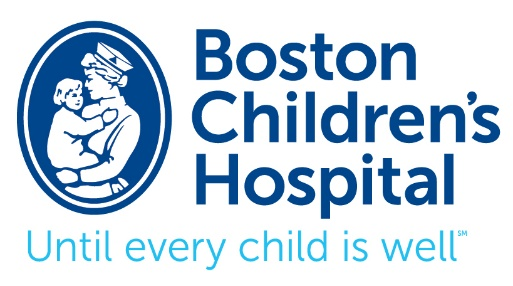 Boston
Children's
Hospital
Until every child is well℠